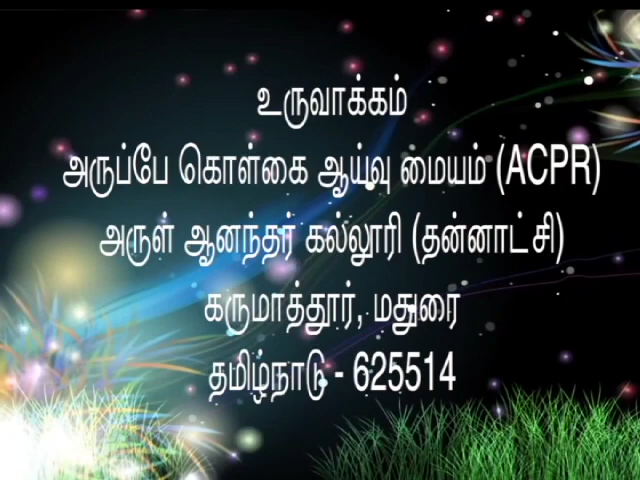 உருவாக்கம்
அருப்பே கொள்கை ஆய்வு மையம் (ACPR)
அருள் ஆனந்தர் கல்லூரி (தன்னாட்சி)
கருமாத்தூர், மதுரை
தமிழ்நாடு - 625514